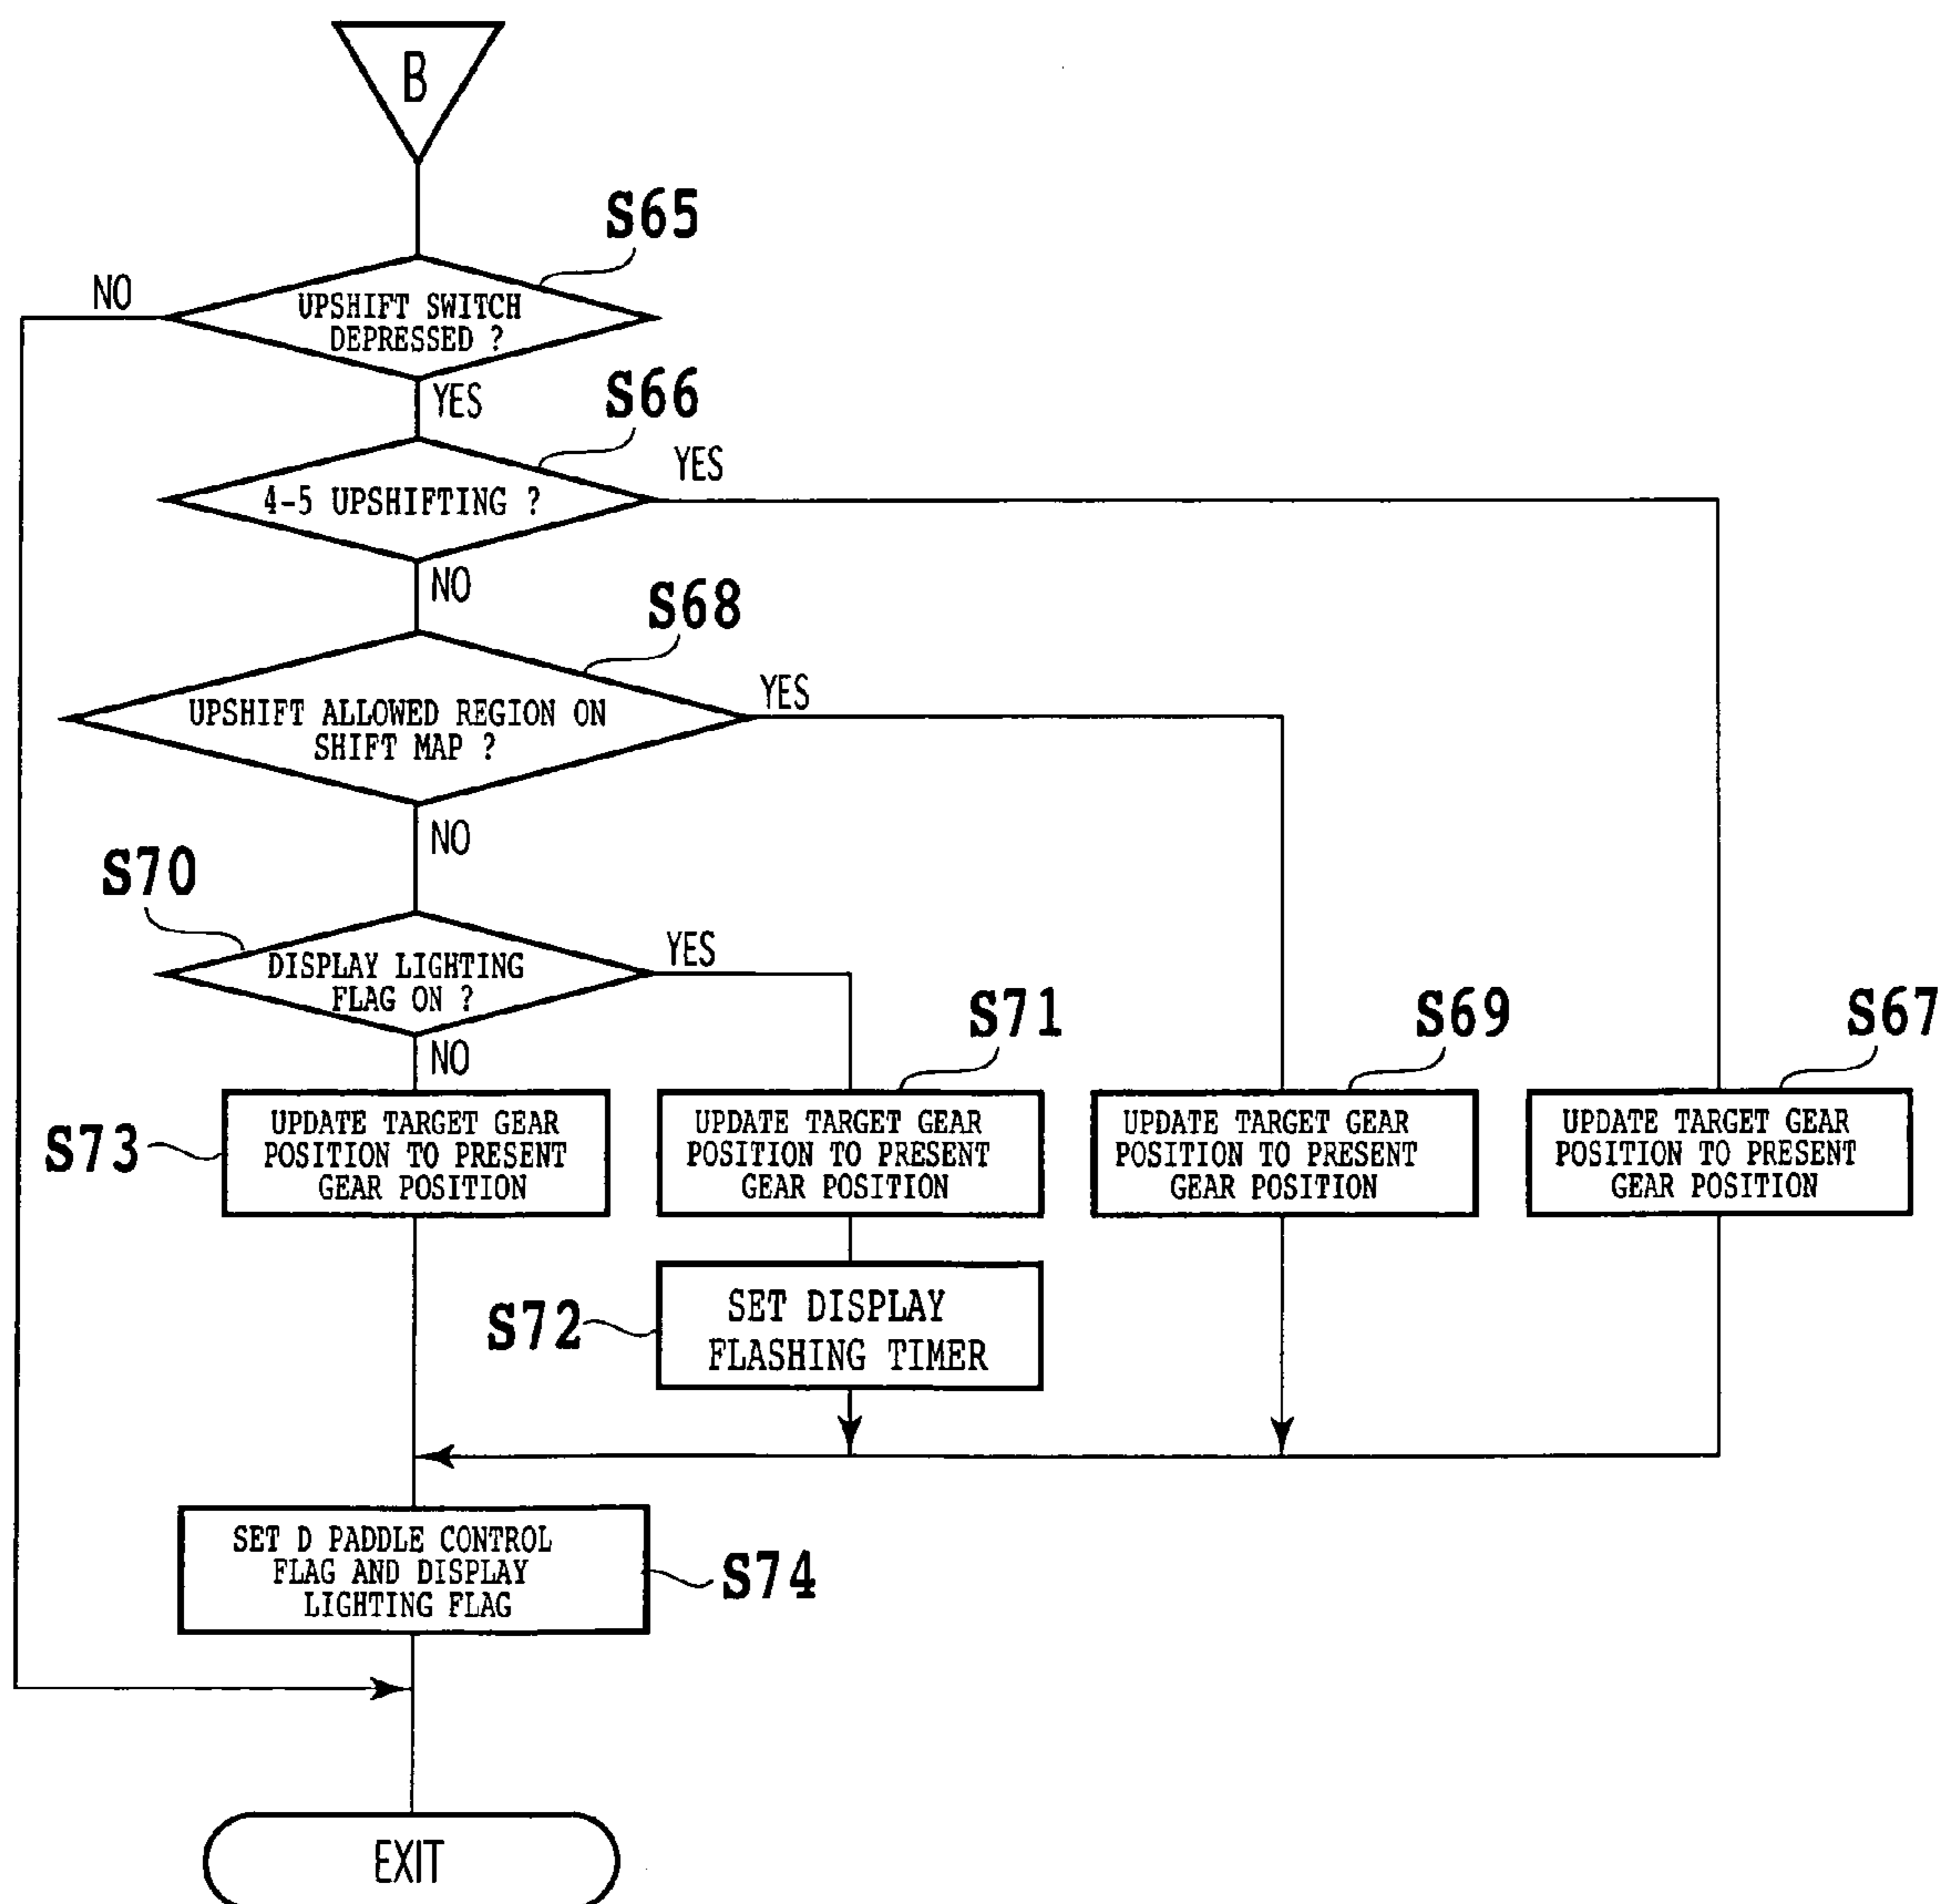 B
S65
NO
UPSHIFT SWITCH
DEPRESSED ?
YES
S66
YES
4-5 UPSHIFTING ?
NO
S68
YES
UPSHIFT ALLOWED REGION ON
SHIFT MAP ?
NO
S70
YES
DISPLAY LIGHTING
FLAG ON ?
NO
S71
S69
S67
S73
UPDATE TARGET GEAR
POSITION TO PRESENT
GEAR POSITION
UPDATE TARGET GEAR
POSITION TO PRESENT
GEAR POSITION
UPDATE TARGET GEAR
POSITION TO PRESENT
GEAR POSITION
UPDATE TARGET GEAR
POSITION TO PRESENT
GEAR POSITION
S72
SET DISPLAY
FLASHING TIMER
SET D PADDLE CONTROL
FLAG AND DISPLAY
LIGHTING FLAG
S74
EXIT